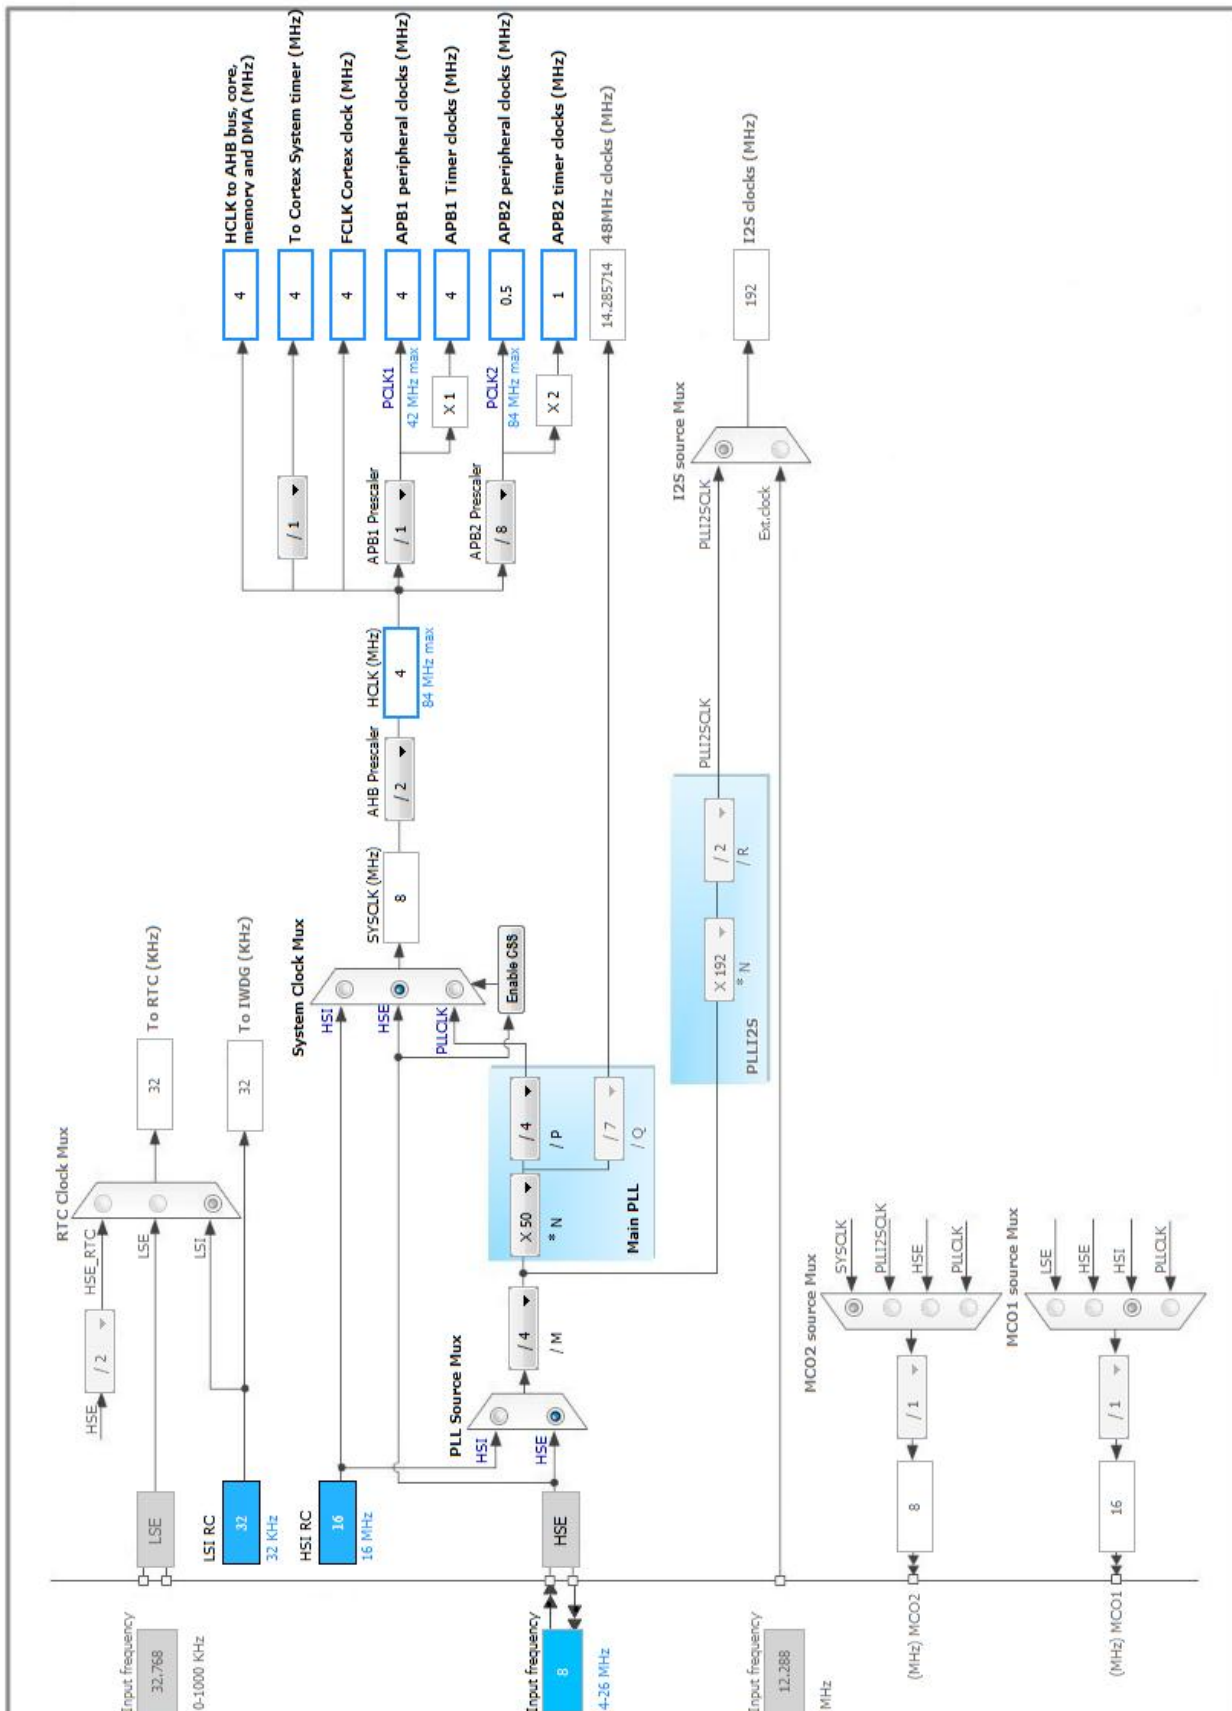 Input frequency
32.768
0-1000 KHz
LSE
LSI RC
32
32 KHz
HSI RC
16
16 MHz
Input frequency
8
4-26 MHz
HSE
Input frequency
12.288
MHz
HSE
/ 2
HSE_RTC
LSE
LSI
RTC Clock Mux
32
To RTC (KHz)
32
To IWDG (KHz)
PLL Source Mux
HSI
HSE
/ 4
/ M
X 50
* N
/ 4
/ P
/ 7
/ Q
Main PLL
System Clock Mux
HSI
HSE
PLLCLK
Enable CSS
SYSCLK (MHz)
8
AHB Prescaler
/ 2
HCLK (MHz)
4
84 MHz max
/ 1
APB1 Prescaler
/ 1
APB2 Prescaler
/ 8
PCLK1
42 MHz max
X 1
PCLK2
84 MHz max
X 2
4
HCLK to AHB bus, core,
memory and DMA (MHz)
4
To Cortex System timer (MHz)
4
FCLK Cortex clock (MHz)
4
APB1 peripheral clocks (MHz)
4
APB1 Timer clocks (MHz)
0.5
APB2 peripheral clocks (MHz)
1
APB2 timer clocks (MHz)
14.285714
48MHz clocks (MHz)
PLLI2S
X 192
* N
/ 2
/ R
PLLI2SCLK
PLLI2SCLK
Ext.clock
I2S source Mux
192
I2S clocks (MHz)
MCO2 source Mux
SYSCLK
PLLI2SCLK
HSE
PLLCLK
/ 1
8
(MHz) MCO2
MCO1 source Mux
LSE
HSE
HSI
PLLCLK
/ 1
16
(MHz) MCO1